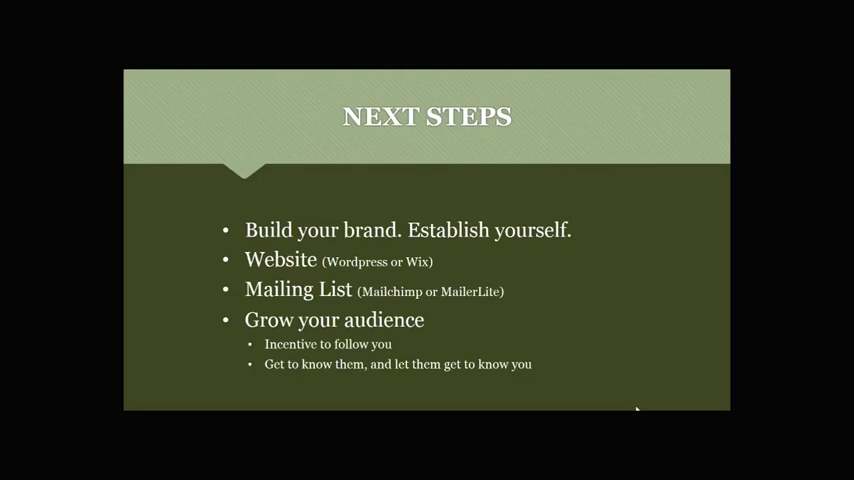 NEXT STEPS
• Build your brand. Establish yourself.
• Website (Wordpress or Wix)
• Mailing List (Mailchimp or MailerLite)
• Grow your audience
• Incentive to follow you
• Get to know them, and let them get to know you